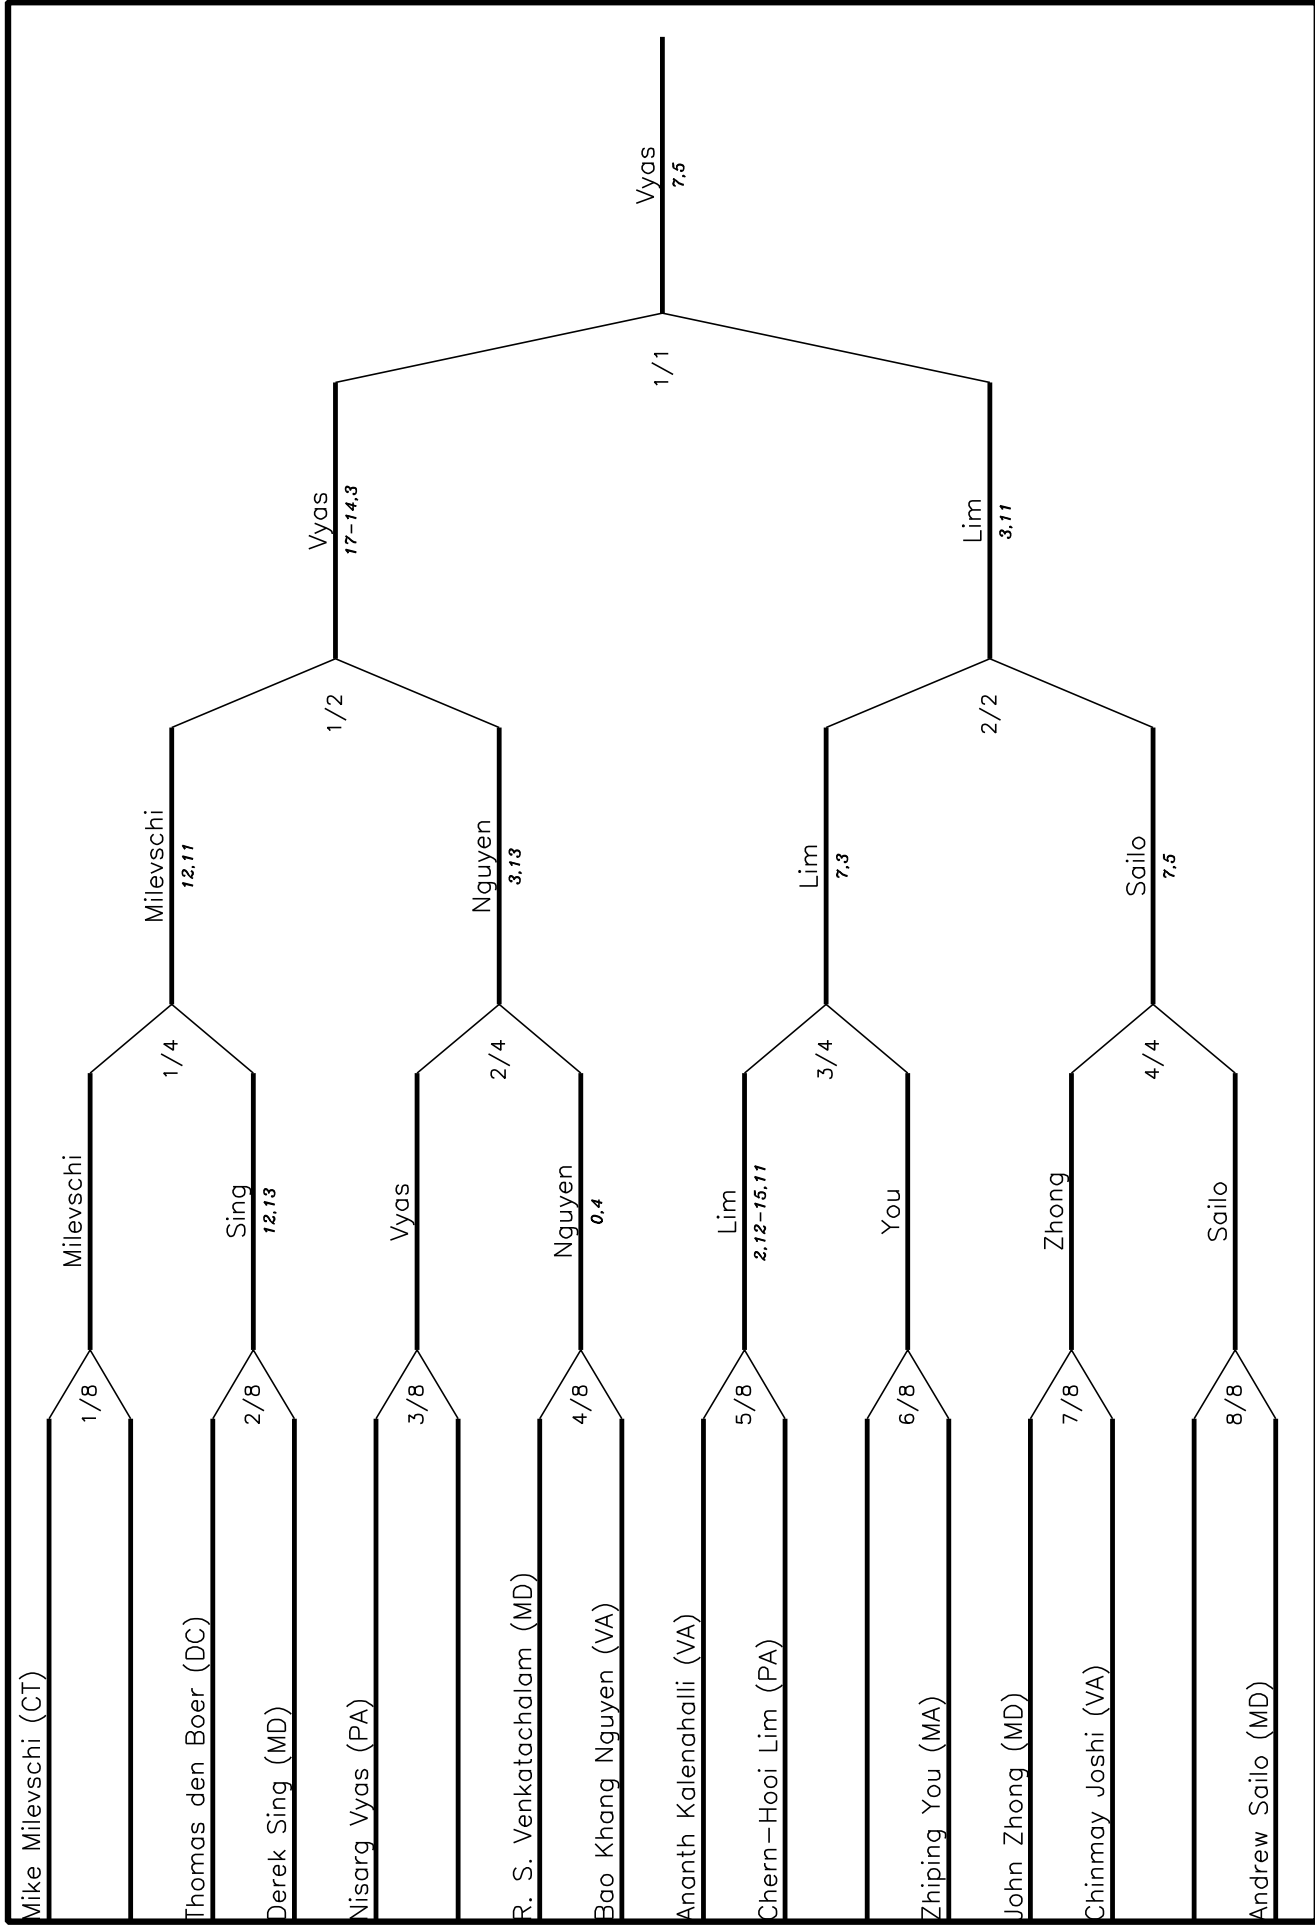 Mike Milevschi (CT)
Thomas den Boer (DC)
Derek Sing (MD)
Nisarg Vyas (PA)
R. S. Venkatachalam (MD)
Bao Khang Nguyen (VA)
Ananth Kalenahalli (VA)
Chern-Hooi Lim (PA)
Zhiping You (MA)
John Zhong (MD)
Chinmay Joshi (VA)
Andrew Sailo (MD)
1/8
2/8
3/8
4/8
5/8
6/8
7/8
8/8
Milevschi
Sing
12,13
Vyas
Nguyen
0,4
Lim
2,12-15,11
You
Zhong
Sailo
1/4
2/4
3/4
4/4
Milevschi
12,11
Nguyen
3,13
Lim
7,3
Sailo
7,5
1/2
2/2
Vyas
17-14,3
Lim
3,11
1/1
Vyas
7,5